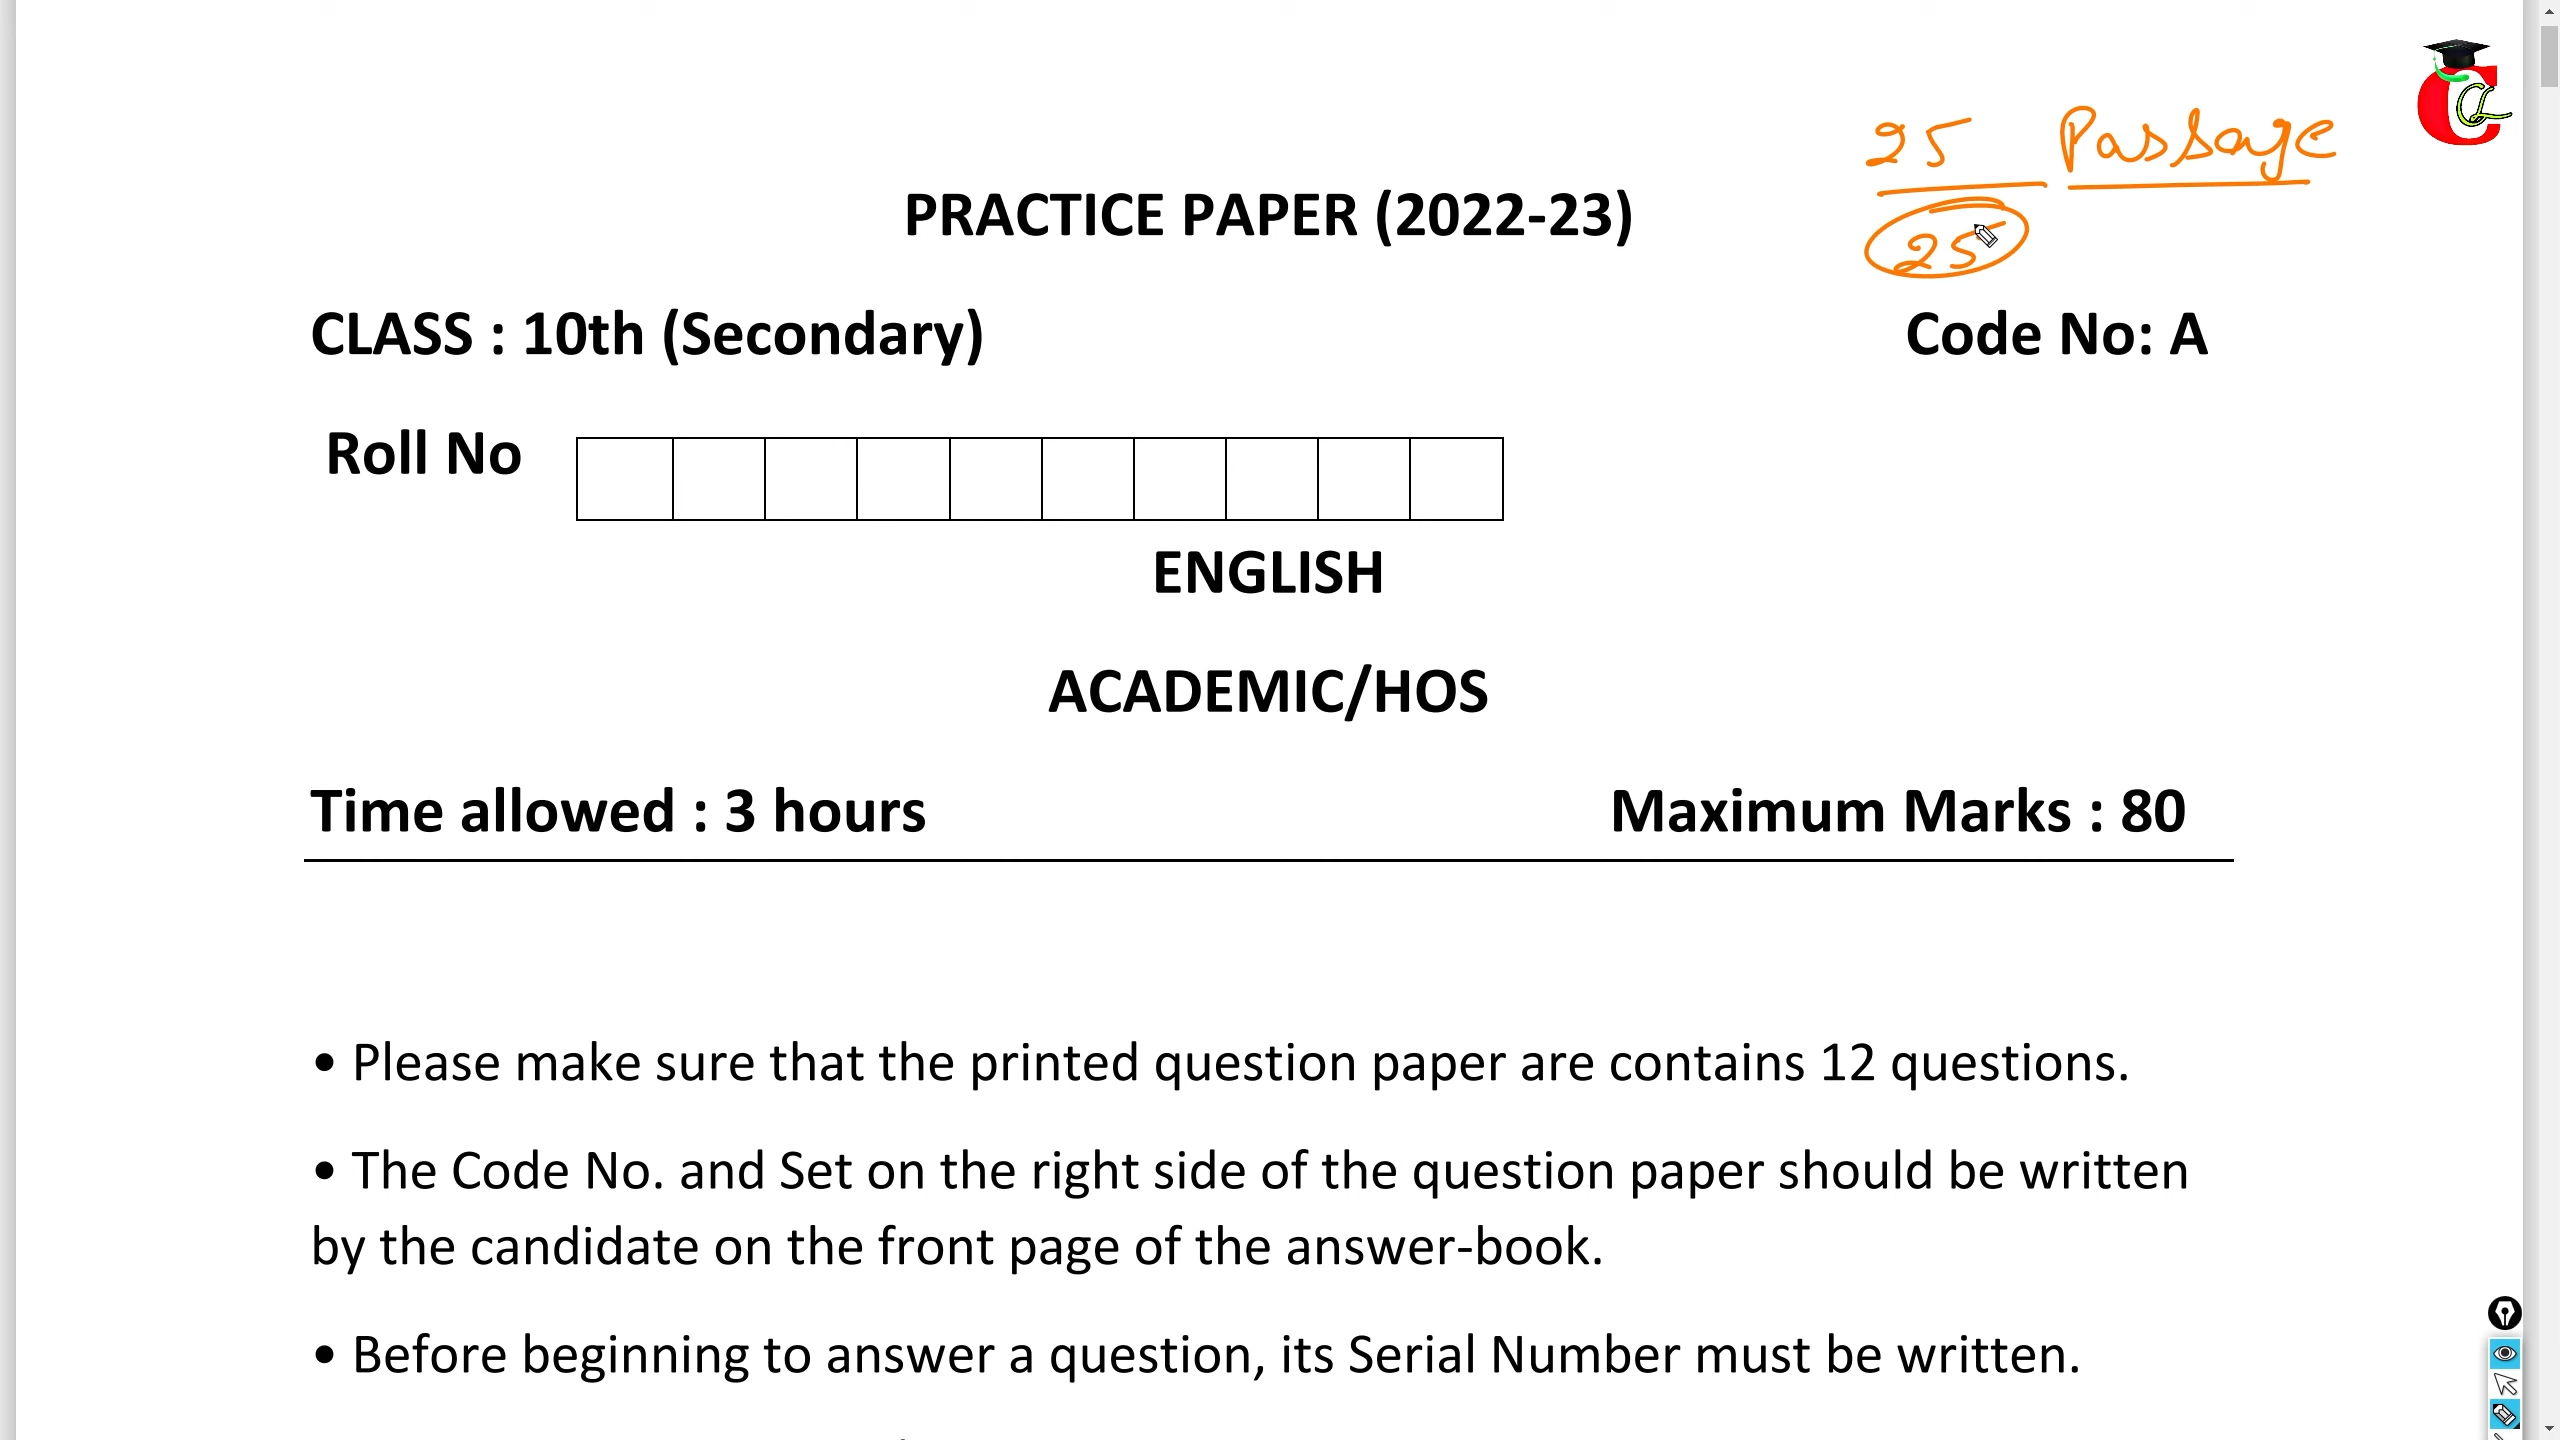 25 Passage
25
PRACTICE PAPER (2022-23)
CLASS : 10th (Secondary) Code No: A
Roll No
ENGLISH
ACADEMIC/HOS
Time allowed : 3 hours Maximum Marks : 80
• Please make sure that the printed question paper are contains 12 questions.
• The Code No. and Set on the right side of the question paper should be written
by the candidate on the front page of the answer-book.
• Before beginning to answer a question, its Serial Number must be written.